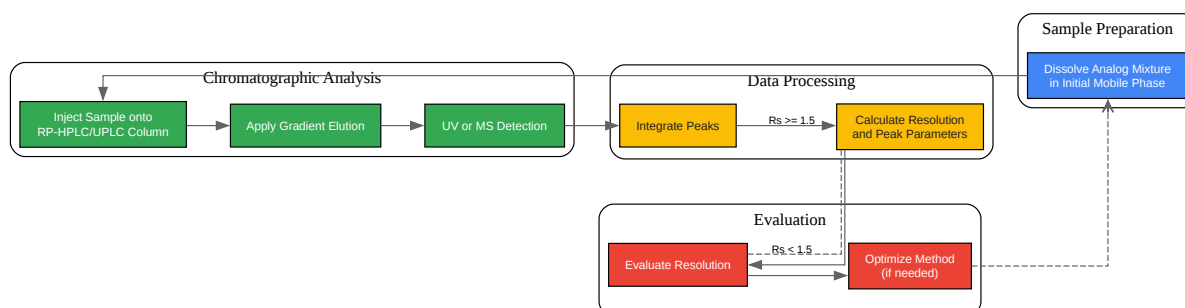 Sample Preparation
Dissolve Analog Mixture
in Initial Mobile Phase
Chromatographic Analysis
Inject Sample onto
RP-HPLC/UPLC Column
Apply Gradient Elution
UV or MS Detection
Data Processing
Integrate Peaks
Rs >= 1.5
Calculate Resolution
and Peak Parameters
Evaluation
Evaluate Resolution
Rs < 1.5
Optimize Method
(if needed)